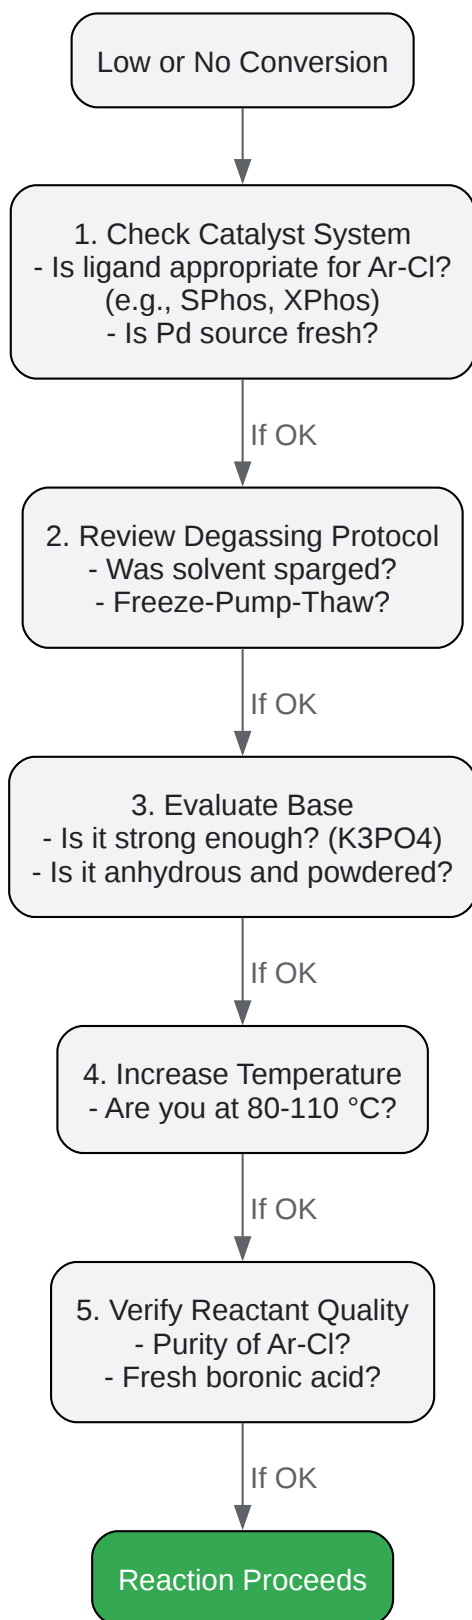 Low or No Conversion
1. Check Catalyst System
- Is ligand appropriate for Ar-Cl?
(e.g., SPhos, XPhos)
- Is Pd source fresh?
If OK
2. Review Degassing Protocol
- Was solvent sparged?
- Freeze-Pump-Thaw?
If OK
3. Evaluate Base
- Is it strong enough? (K3PO4)
- Is it anhydrous and powdered?
If OK
4. Increase Temperature
- Are you at 80-110 °C?
If OK
5. Verify Reactant Quality
- Purity of Ar-Cl?
- Fresh boronic acid?
If OK
Reaction Proceeds